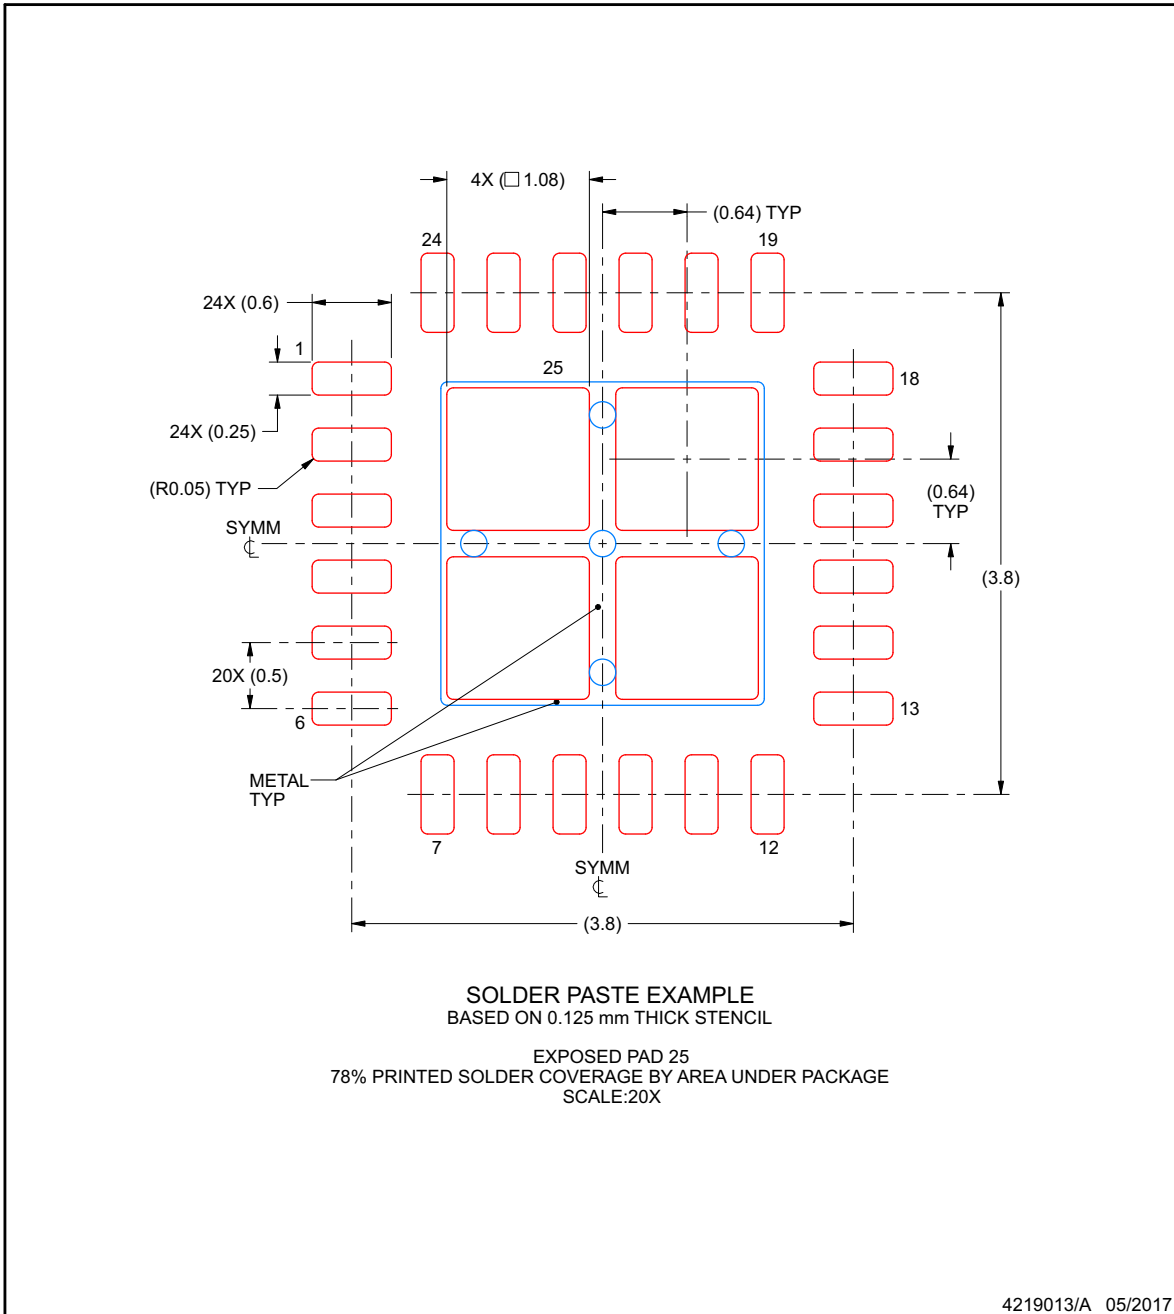 4X (□ 1.08)
(0.64) TYP
24
19
24X (0.6)
1
25
18
24X (0.25)
(R0.05) TYP
(0.64)
TYP
SYMM
℄
(3.8)
20X (0.5)
6
13
METAL
TYP
7
12
SYMM
℄
(3.8)
SOLDER PASTE EXAMPLE
BASED ON 0.125 mm THICK STENCIL
EXPOSED PAD 25
78% PRINTED SOLDER COVERAGE BY AREA UNDER PACKAGE
SCALE:20X
4219013/A 05/2017